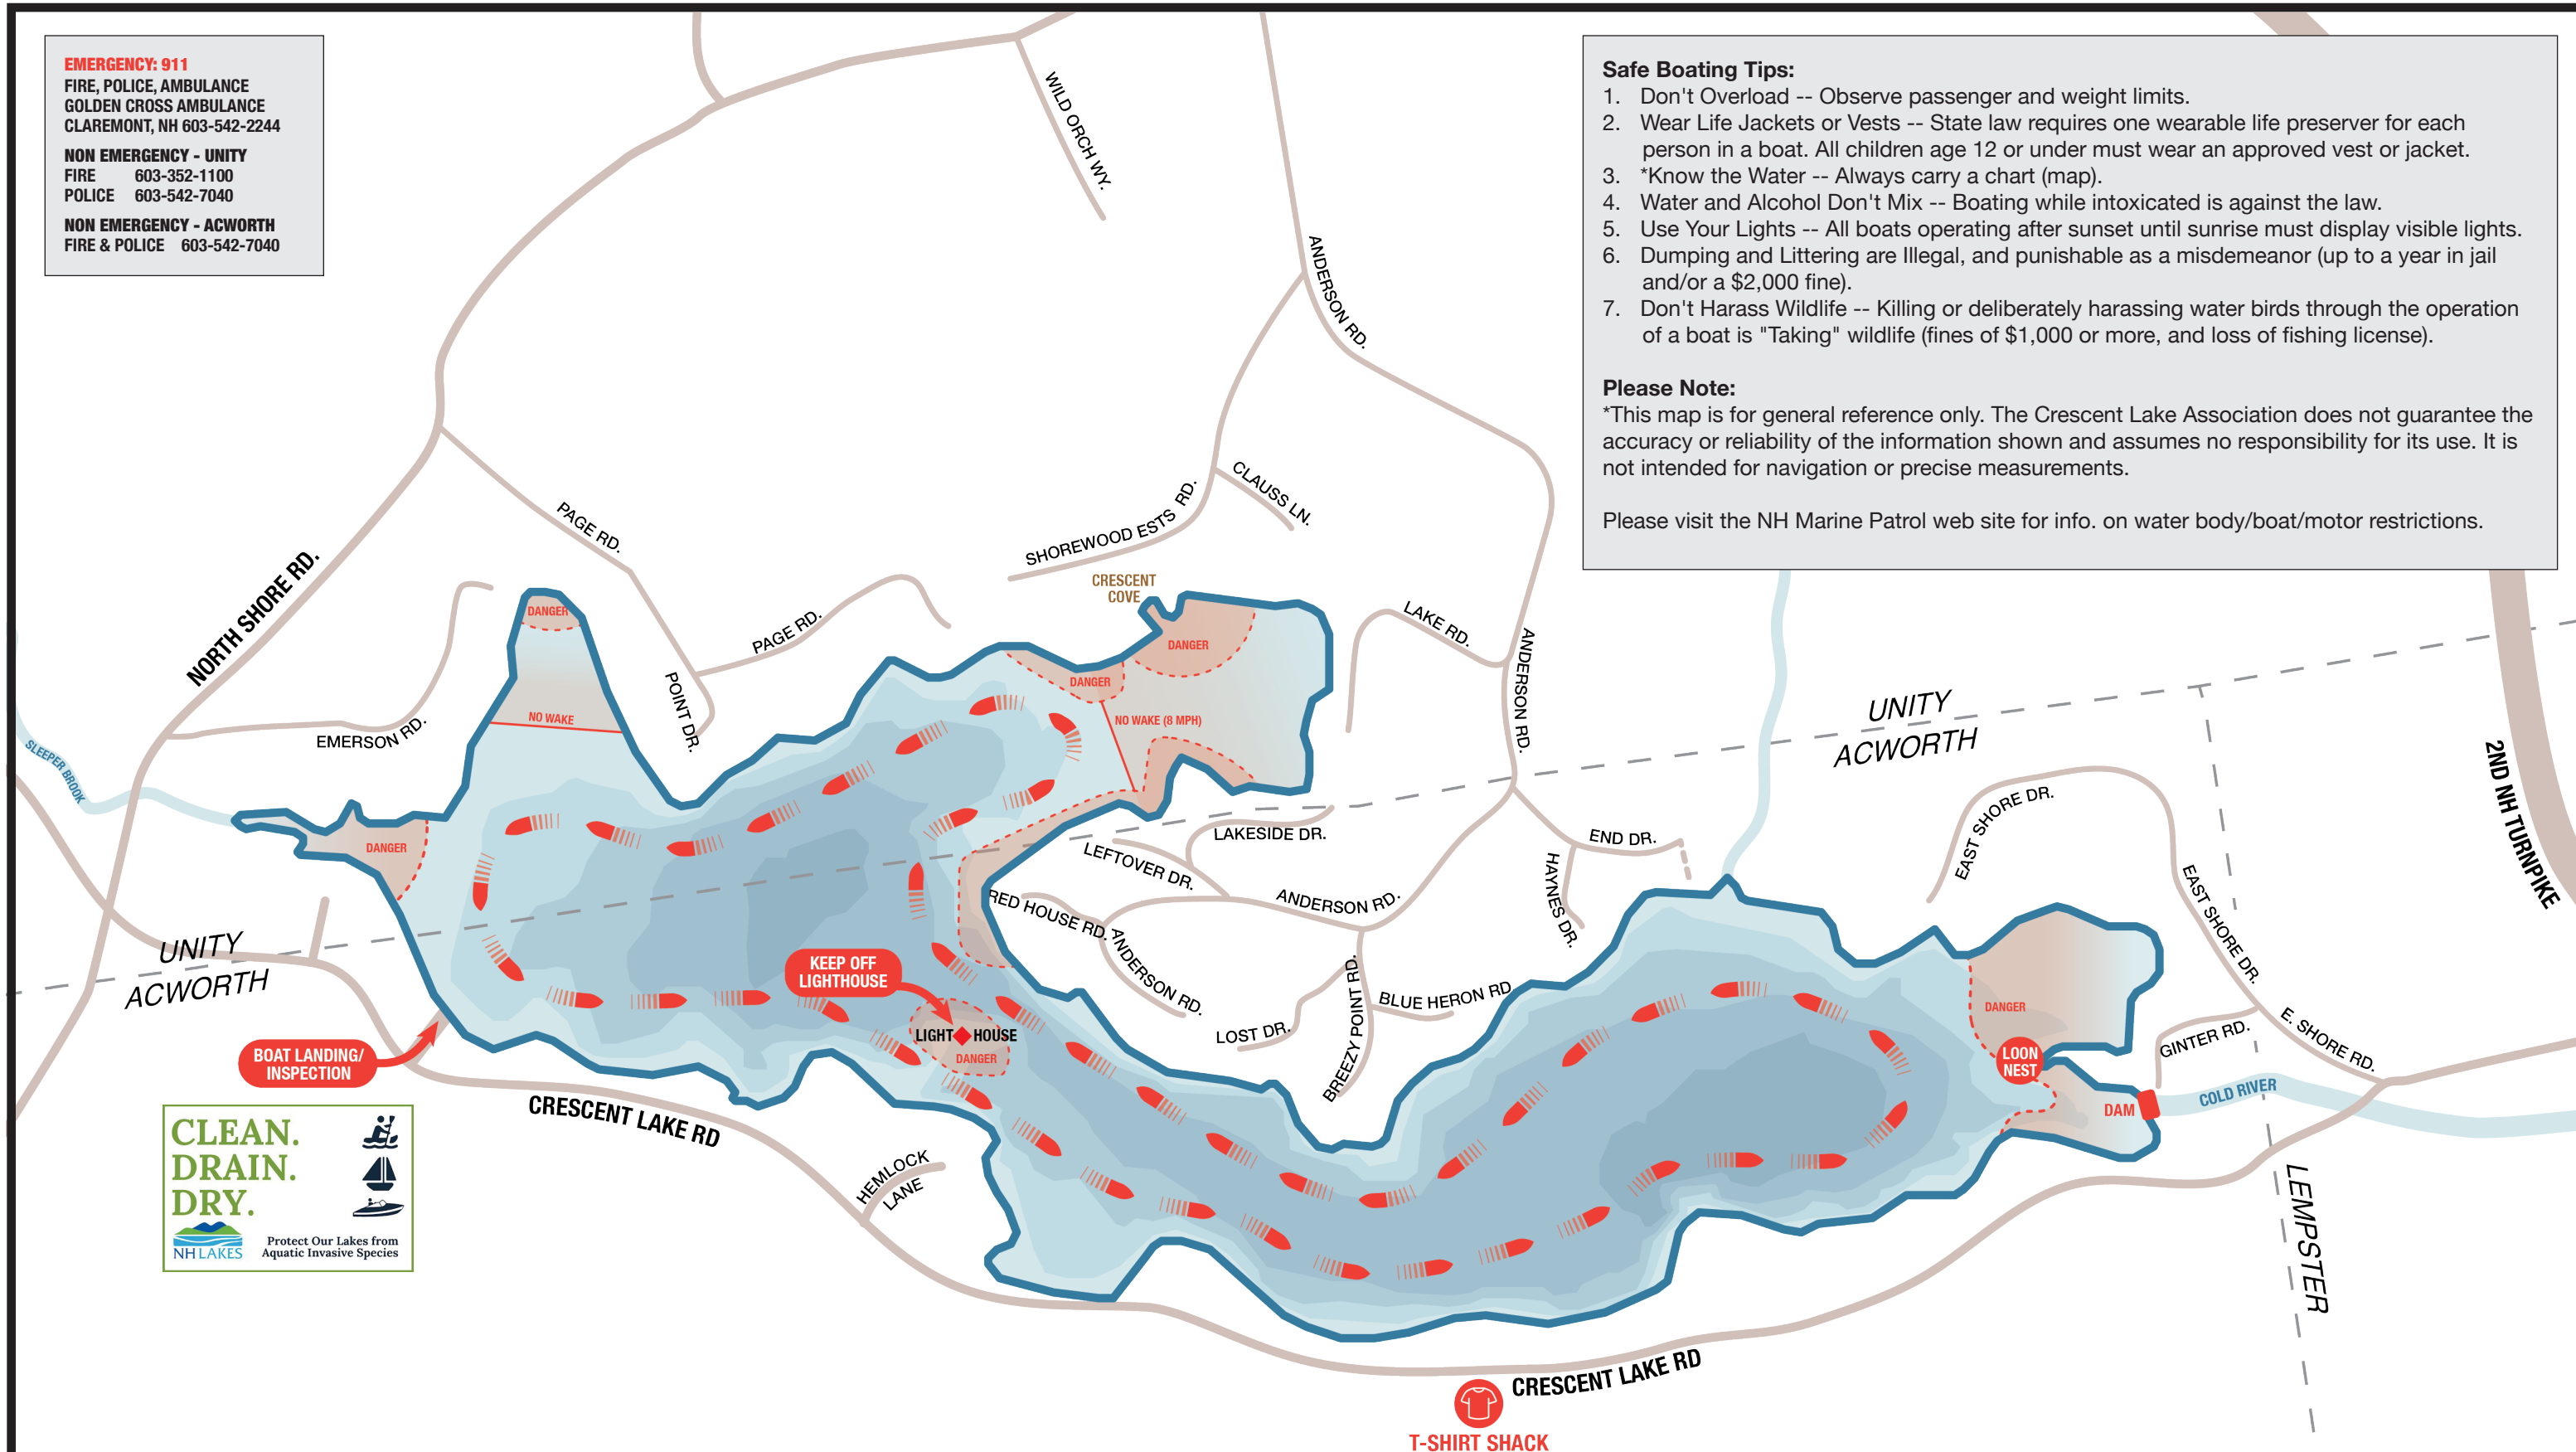 EMERGENCY: 911
FIRE, POLICE, AMBULANCE
GOLDEN CROSS AMBULANCE
CLAREMONT, NH 603-542-2244
NON EMERGENCY - UNITY
FIRE 603-352-1100
POLICE 603-542-7040
NON EMERGENCY - ACWORTH
FIRE & POLICE 603-542-7040
Safe Boating Tips:
1. Don't Overload -- Observe passenger and weight limits.
2. Wear Life Jackets or Vests -- State law requires one wearable life preserver for each
person in a boat. All children age 12 or under must wear an approved vest or jacket.
3. *Know the Water -- Always carry a chart (map).
4. Water and Alcohol Don't Mix -- Boating while intoxicated is against the law.
5. Use Your Lights -- All boats operating after sunset until sunrise must display visible lights.
6. Dumping and Littering are Illegal, and punishable as a misdemeanor (up to a year in jail
and/or a $2,000 fine).
7. Don't Harass Wildlife -- Killing or deliberately harassing water birds through the operation
of a boat is "Taking" wildlife (fines of $1,000 or more, and loss of fishing license).
Please Note:
*This map is for general reference only. The Crescent Lake Association does not guarantee the
accuracy or reliability of the information shown and assumes no responsibility for its use. It is
not intended for navigation or precise measurements.
Please visit the NH Marine Patrol web site for info. on water body/boat/motor restrictions.
WILD ORCH WY.
ANDERSON RD.
CLAUSS LN.
SHOREWOOD ESTS RD.
PAGE RD.
NORTH SHORE RD.
CRESCENT
COVE
DANGER
PAGE RD.
LAKE RD.
DANGER
ANDERSON RD.
DANGER
POINT DR.
NO WAKE
NO WAKE (8 MPH)
EMERSON RD.
SLEEPER BROOK
UNITY
ACWORTH
2ND NH TURNPIKE
EAST SHORE DR.
LAKESIDE DR.
END DR.
DANGER
LEFTOVER DR.
HAYNES DR.
ANDERSON RD.
RED HOUSE RD.
EAST SHORE DR.
UNITY
ACWORTH
ANDERSON RD.
KEEP OFF
LIGHTHOUSE
BREEZY POINT RD.
BLUE HERON RD
DANGER
LOST DR.
LIGHT HOUSE
DANGER
E. SHORE RD.
GINTER RD.
BOAT LANDING/
INSPECTION
LOON
NEST
COLD RIVER
DAM
CRESCENT LAKE RD
CLEAN.
DRAIN.
DRY.
NH LAKES
Protect Our Lakes from
Aquatic Invasive Species
HEMLOCK
LANE
LEMPSTER
CRESCENT LAKE RD
T-SHIRT SHACK